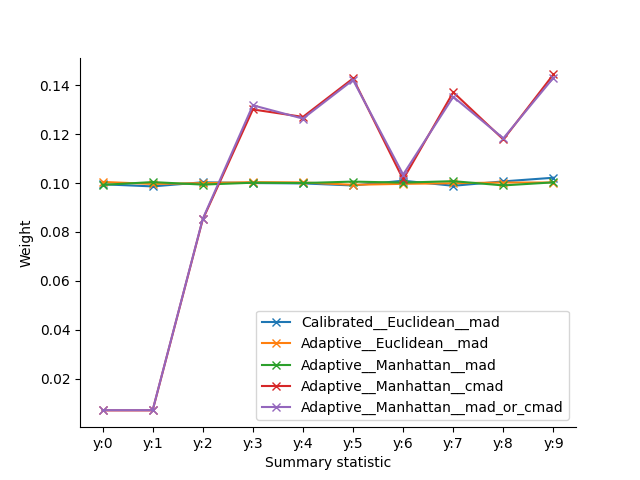 0.14
0.12
0.10
0.08
0.06
0.04
0.02
Weight
Calibrated__Euclidean__mad
Adaptive__Euclidean__mad
Adaptive__Manhattan__mad
Adaptive__Manhattan__cmad
Adaptive__Manhattan__mad_or_cmad
y:0 y:1 y:2 y:3 y:4 y:5 y:6 y:7 y:8 y:9
Summary statistic